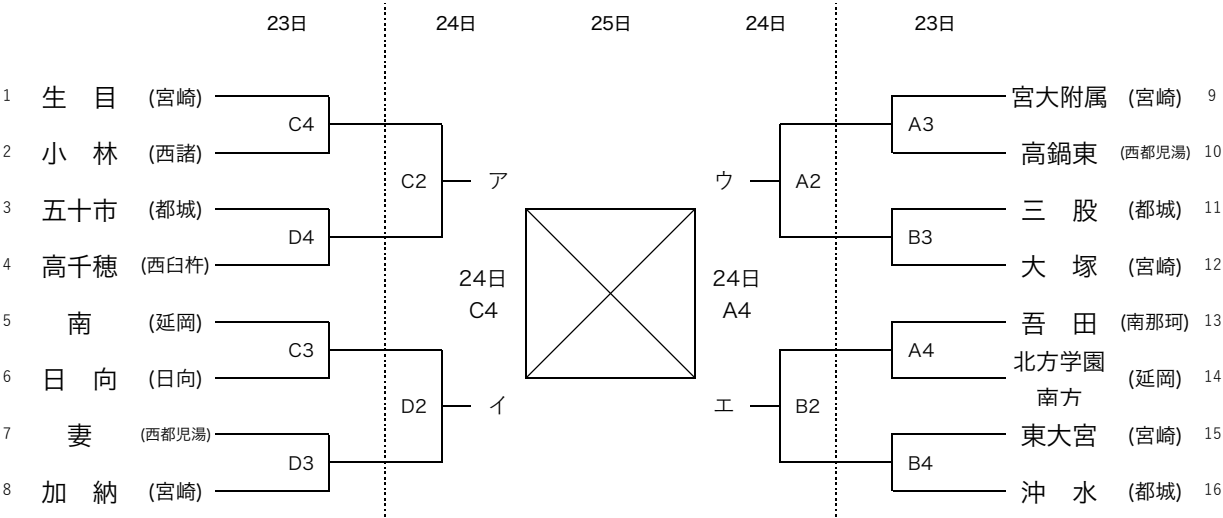 23日 24日 25日 24日 23日
1 生 目 (宮崎) 宮大附属 (宮崎) 9
C4 A3
2 小 林 (西諸) 高鍋東 (西都児湯) 10
C2 ア ウ A2
3 五十市 (都城) 三 股 (都城) 11
D4 B3
4 高千穂 (西臼杵) 大 塚 (宮崎) 12
24日 24日
C4 A4
5 南 (延岡) 吾 田 (南那珂) 13
C3 A4
北方学園
6 日 向 (日向) (延岡) 14
南方
D2 イ エ B2
7 妻 (西都児湯) 東大宮 (宮崎) 15
D3 B4
8 加 納 (宮崎) 沖 水 (都城) 16